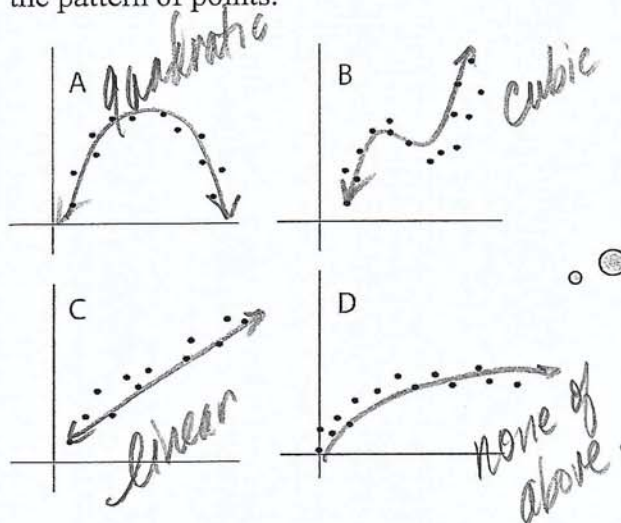 the pattern of points.
A quadratic
B cubic
C linear
D none of
above.